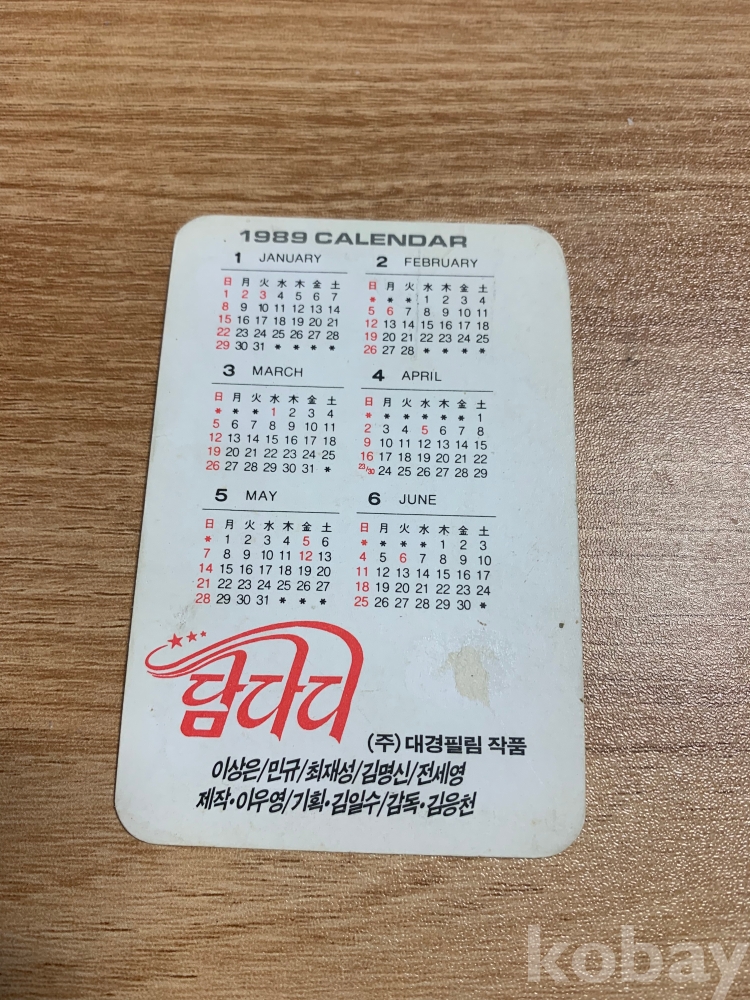 1989 CALENDAR
1 JANUARY
日 月 火 水 木 金 土
1 2 3 4 5 6 7
8 9 10 11 12 13 14
15 16 17 18 19 20 21
22 23 24 25 26 27 28
29 30 31 * * * *
2 FEBRUARY
日 月 火 水 木 金 土
* * * 1 2 3 4
5 6 7 8 9 10 11
12 13 14 15 16 17 18
19 20 21 22 23 24 25
26 27 28 * * * *
3 MARCH
日 月 火 水 木 金 土
* * * 1 2 3 4
5 6 7 8 9 10 11
12 13 14 15 16 17 18
19 20 21 22 23 24 25
26 27 28 29 30 31 *
4 APRIL
日 月 火 水 木 金 土
* * * * * * 1
2 3 4 5 6 7 8
9 10 11 12 13 14 15
16 17 18 19 20 21 22
23/30 24 25 26 27 28 29
5 MAY
日 月 火 水 木 金 土
* 1 2 3 4 5 6
7 8 9 10 11 12 13
14 15 16 17 18 19 20
21 22 23 24 25 26 27
28 29 30 31 * * *
6 JUNE
日 月 火 水 木 金 土
* * * * 1 2 3
4 5 6 7 8 9 10
11 12 13 14 15 16 17
18 19 20 21 22 23 24
25 26 27 28 29 30 *
담다디
(주) 대경필림 작품
이상은/민규/최재성/김명신/전세영
제작·이우영/기획·김일수/감독·김응천
kobay